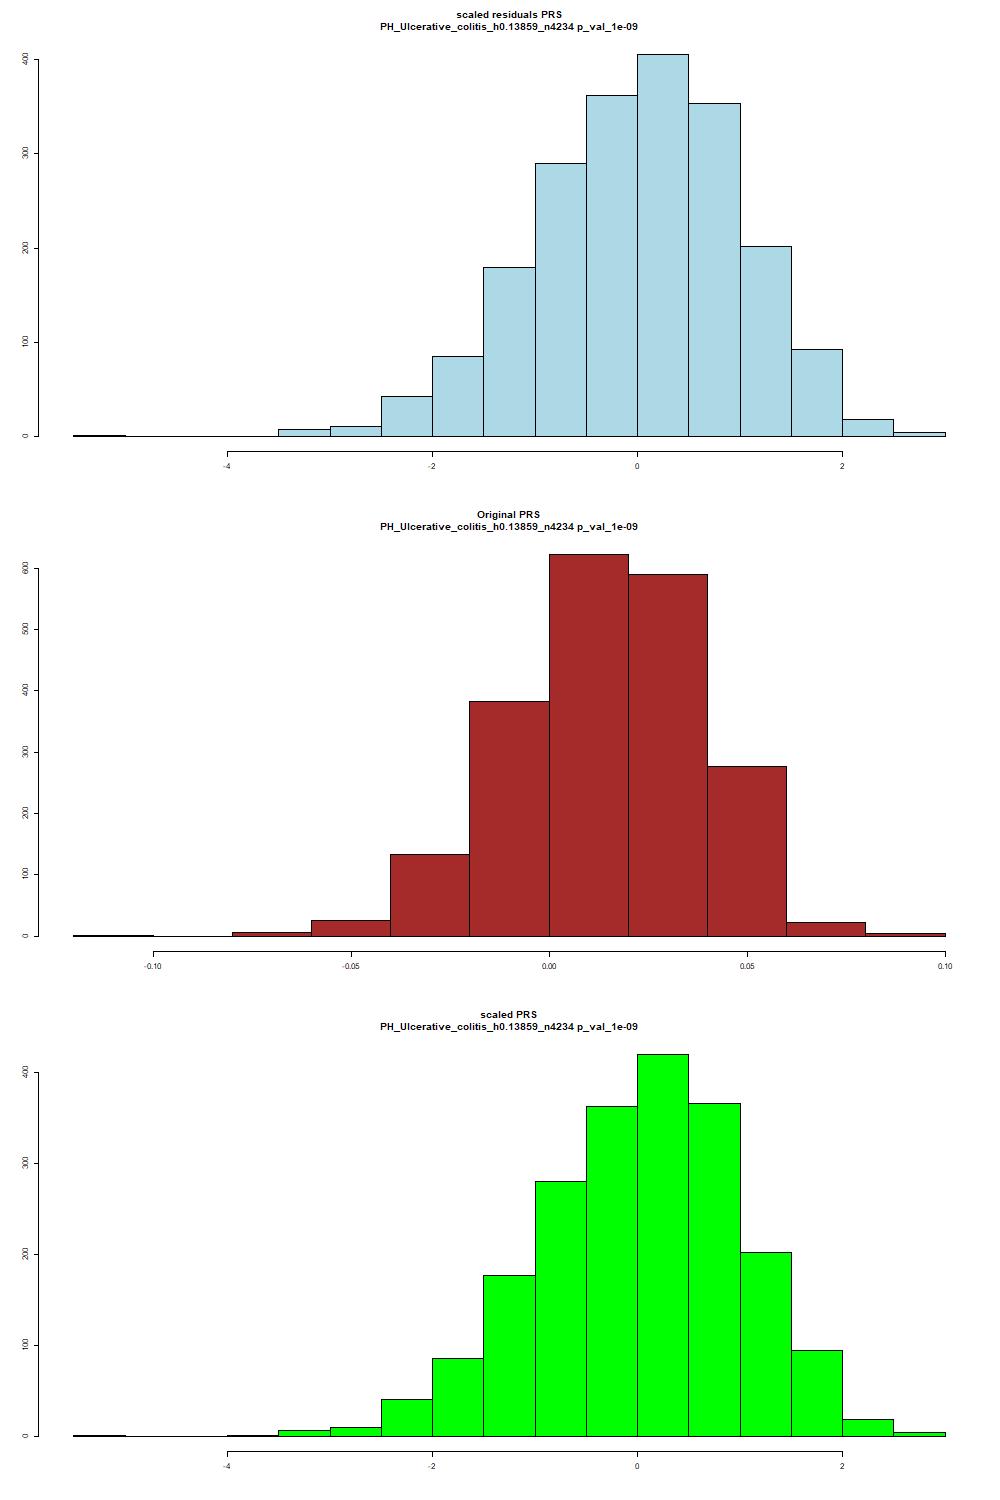 scaled residuals PRS
PH_Ulcerative_colitis_h0.13859_n4234 p_val_1e-09
400
300
200
100
0
-4 -2 0 2
Original PRS
PH_Ulcerative_colitis_h0.13859_n4234 p_val_1e-09
600
500
400
300
200
100
0
-0.10 -0.05 0.00 0.05 0.10
scaled PRS
PH_Ulcerative_colitis_h0.13859_n4234 p_val_1e-09
400
300
200
100
0
-4 -2 0 2